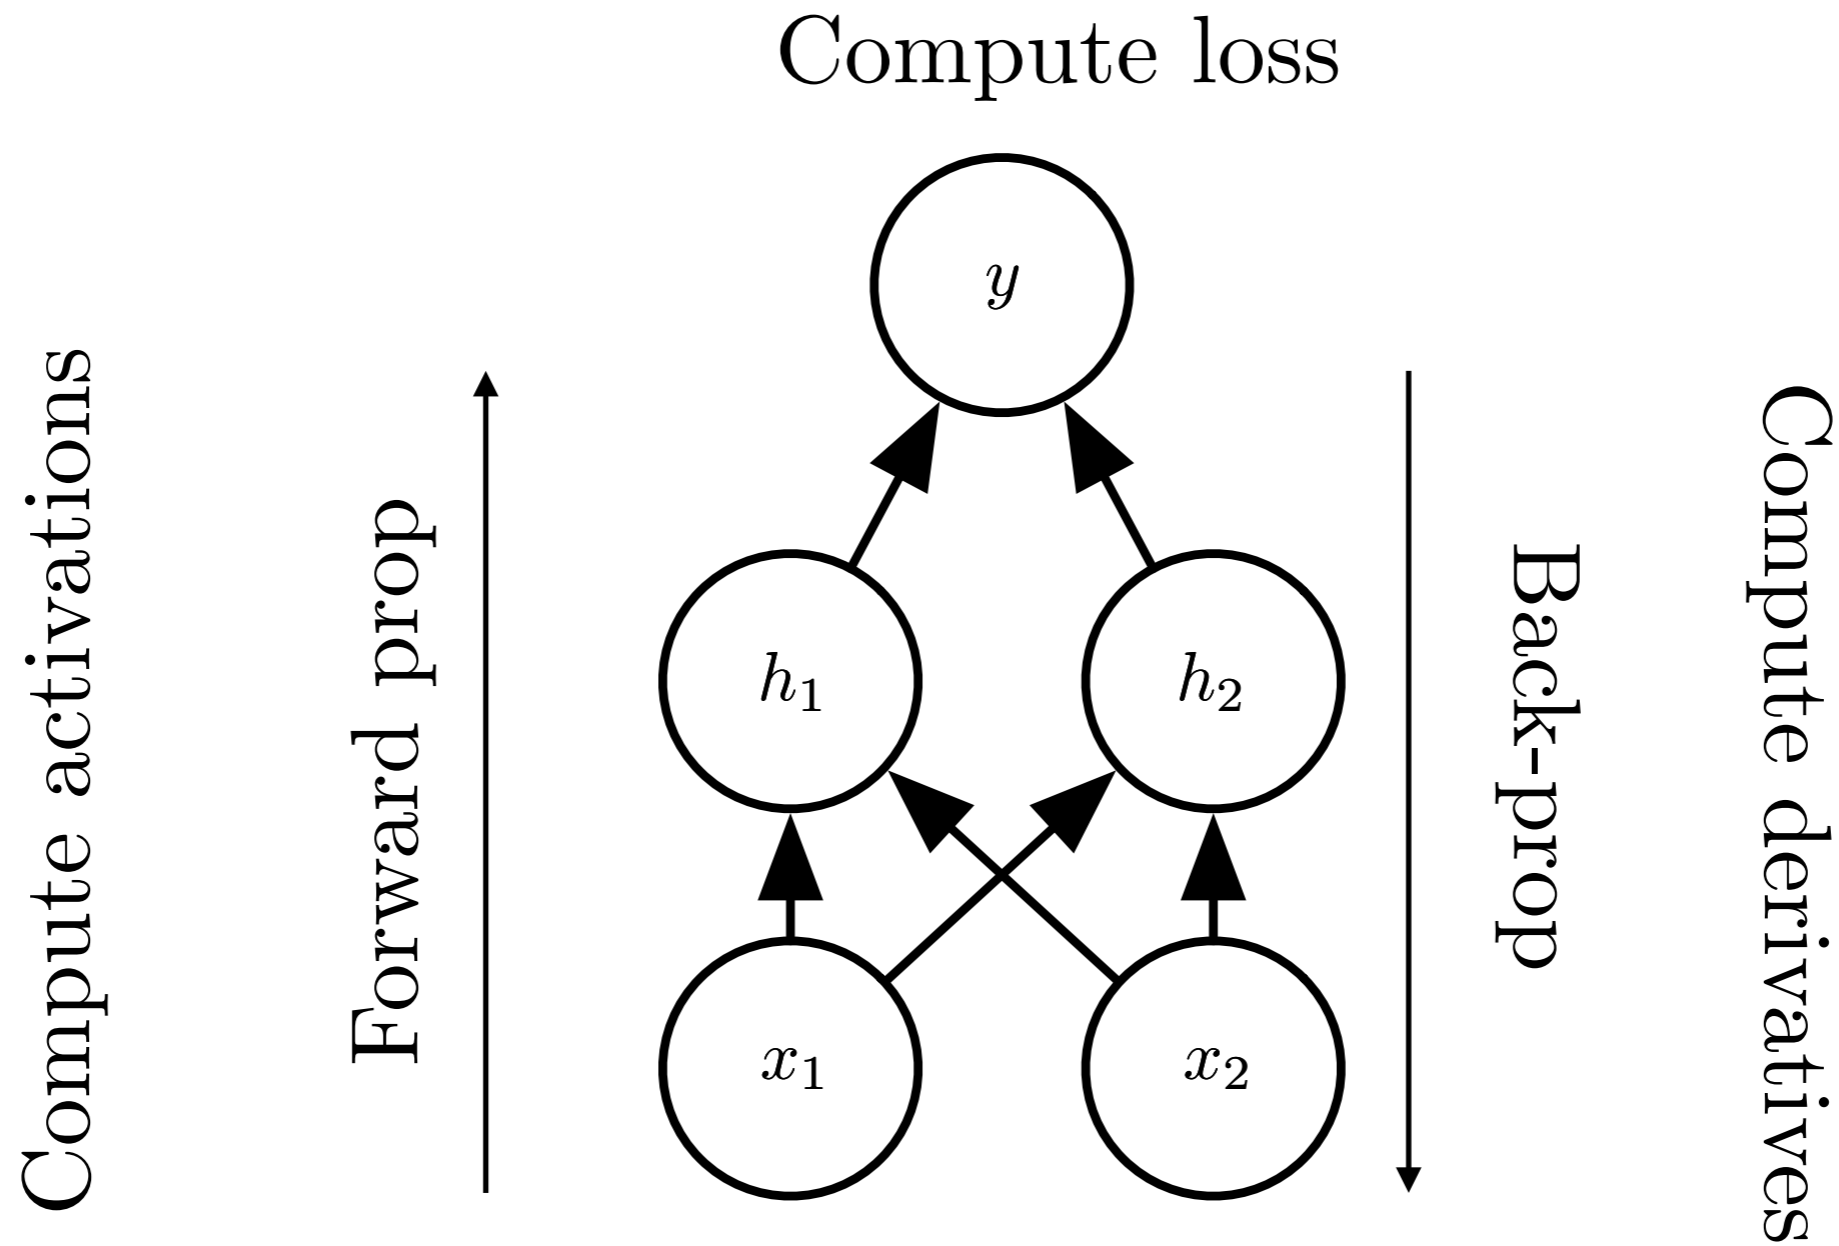 Compute loss
y
Compute activations
Forward prop
h₁
h₂
Back-prop
Compute derivatives
x₁
x₂